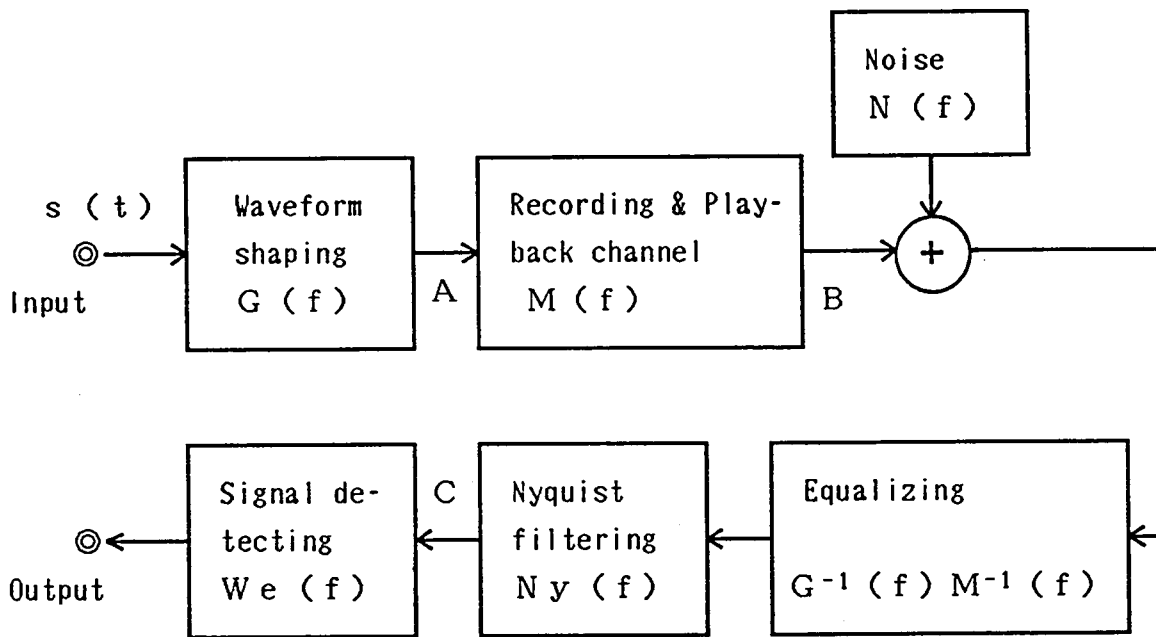 Noise
N (f)
s (t)
Input
Waveform
shaping
G (f)
A
Recording & Play-
back channel
M (f)
B
+
Equalizing
G⁻¹ (f) M⁻¹ (f)
Nyquist
filtering
Ny (f)
C
Signal de-
tecting
We (f)
Output